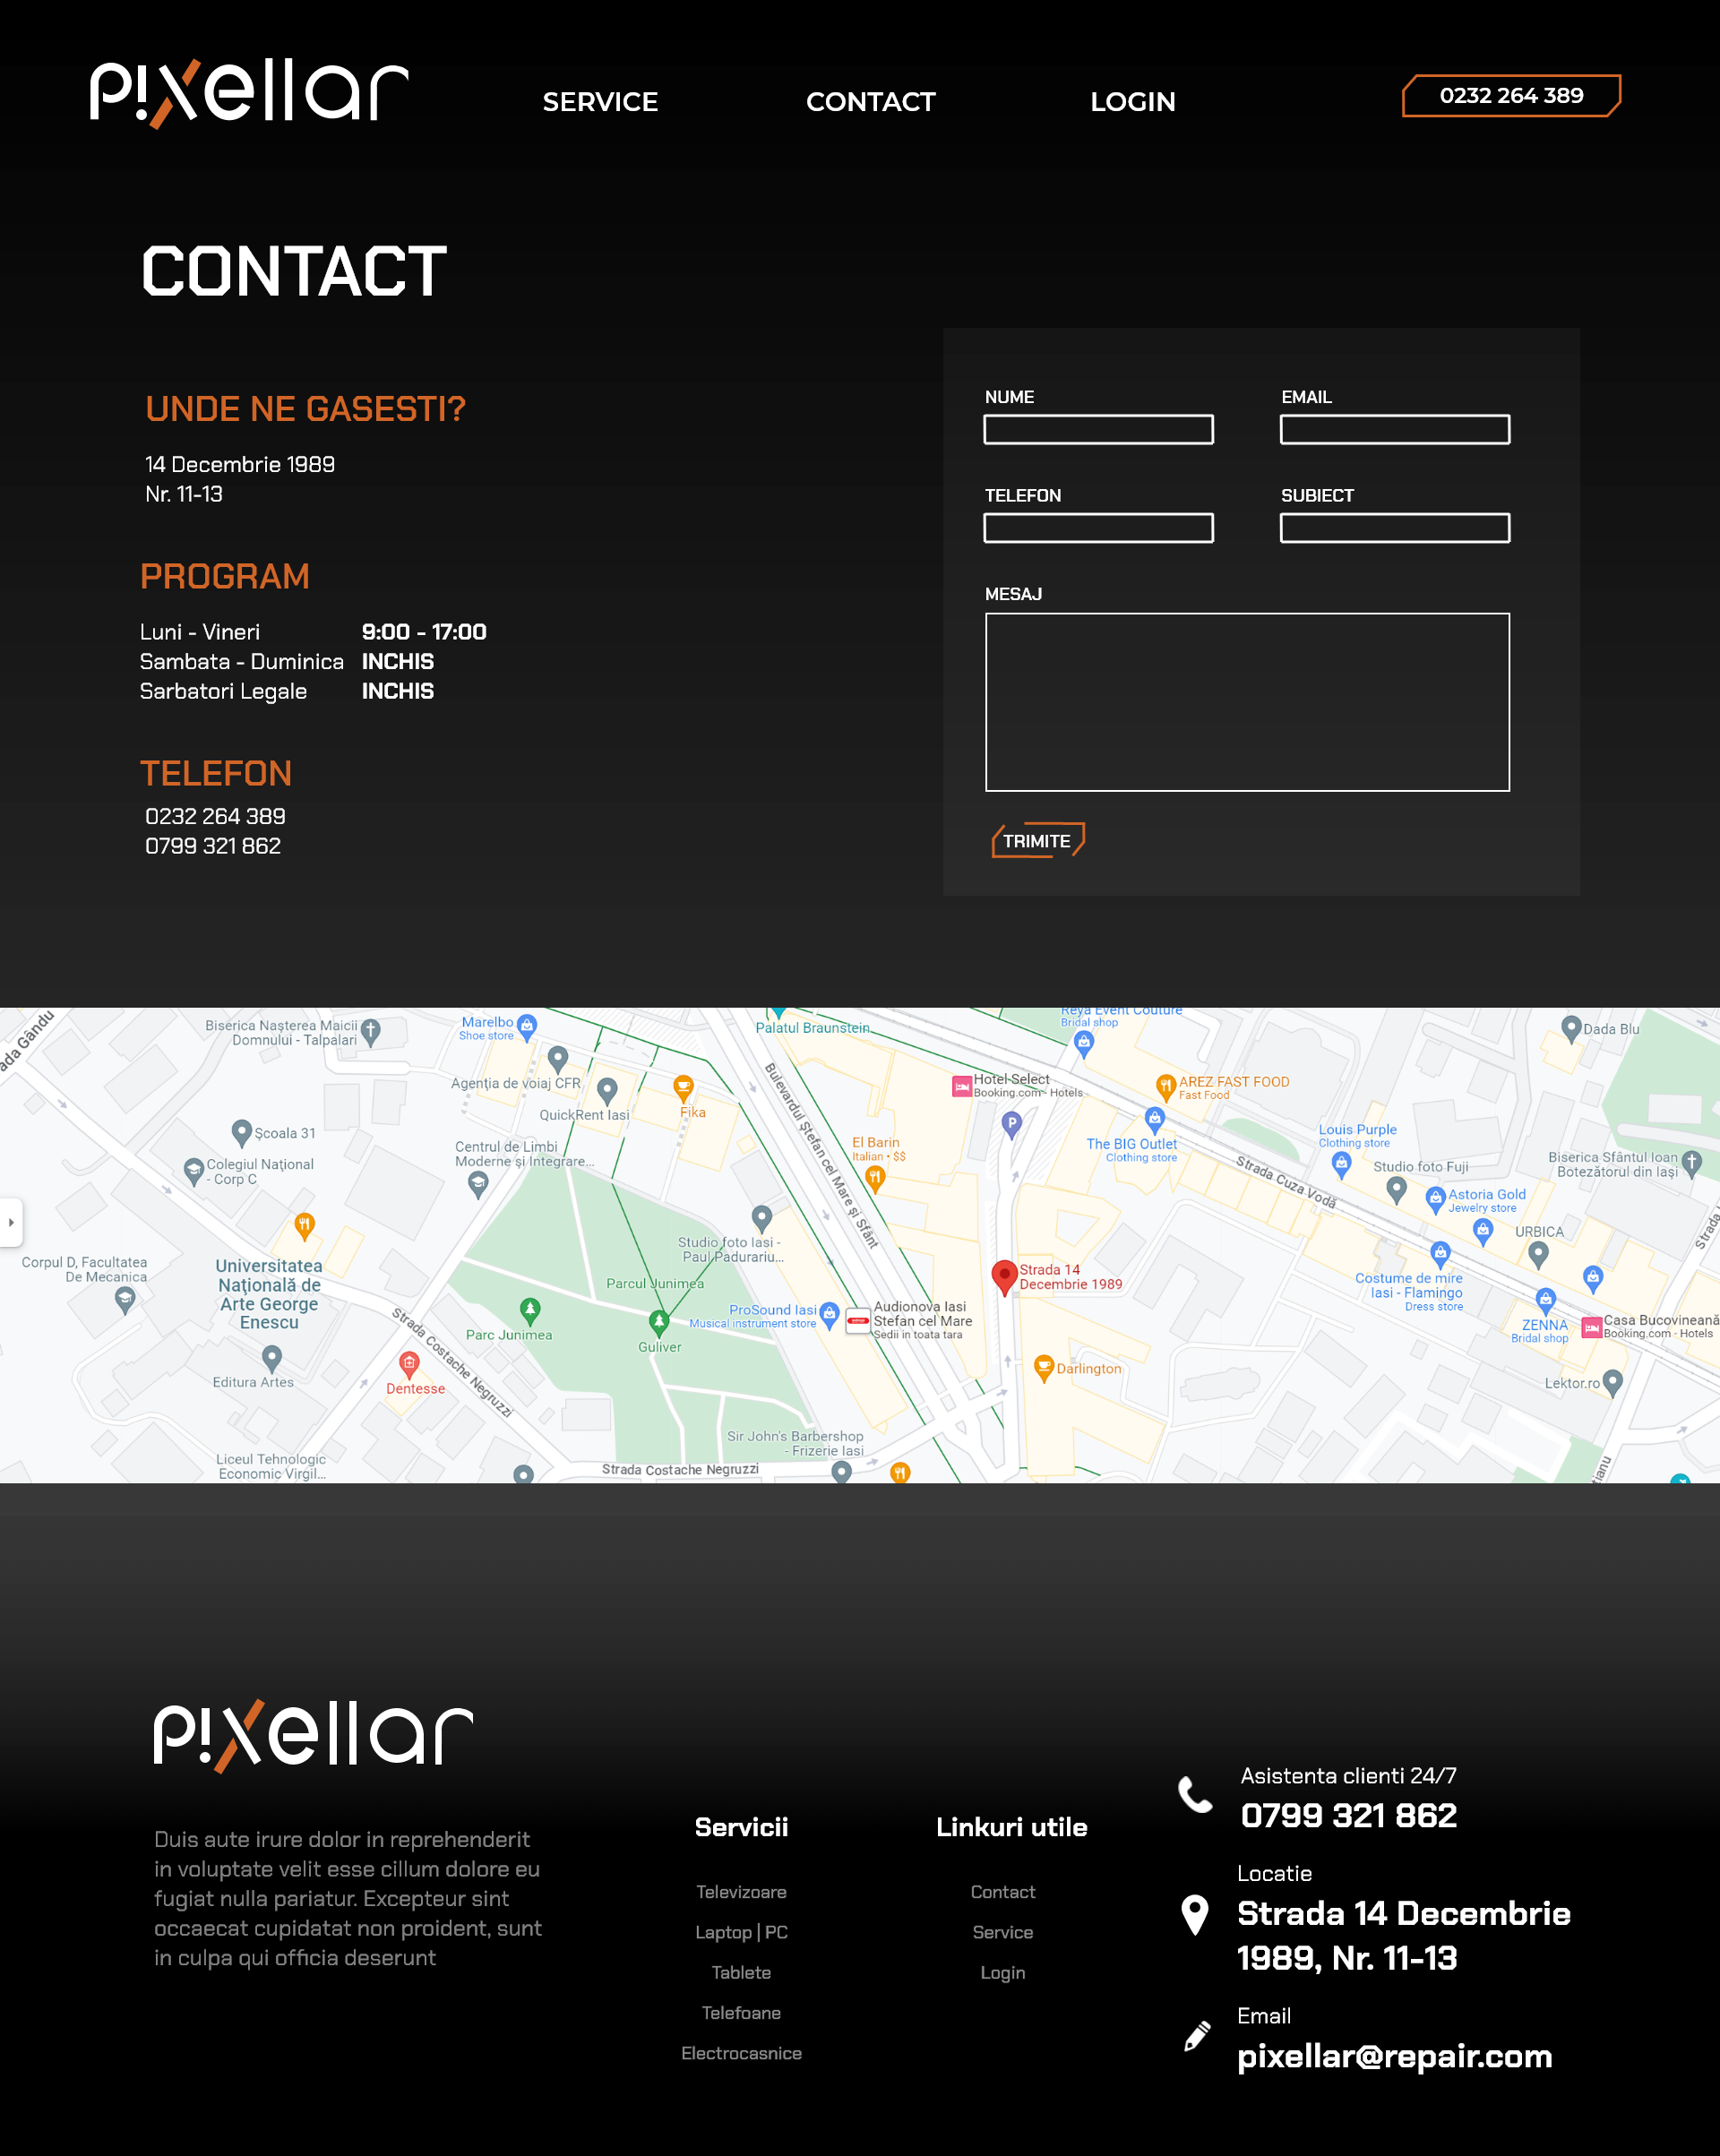 pixellar
SERVICE
CONTACT
LOGIN
0232 264 389
CONTACT
UNDE NE GASESTI?
14 Decembrie 1989
Nr. 11-13
PROGRAM
Luni - Vineri 9:00 - 17:00
Sambata - Duminica INCHIS
Sarbatori Legale INCHIS
TELEFON
0232 264 389
0799 321 862
NUME
EMAIL
TELEFON
SUBIECT
MESAJ
TRIMITE
ada Gându
Biserica Nașterea Maicii
Domnului - Talpalari
Marelbo
Shoe store
Agenția de voiaj CFR
QuickRent Iasi
Fika
Palatul Braunstein
Bulevardul Ștefan cel Mare și Sfânt
Reya Event Couture
Bridal shop
Hotel Select
Booking.com - Hotels
P
AREZ FAST FOOD
Fast Food
The BIG Outlet
Clothing store
El Barin
Italian • $$
Louis Purple
Clothing store
Studio foto Fuji
Dada Blu
Biserica Sfântul Ioan
Botezătorul din Iași
Strada Cuza Vodă
Astoria Gold
Jewelry store
URBICA
Costume de mire
Iasi - Flamingo
Dress store
ZENNA
Bridal shop
Casa Bucovineană
Booking.com - Hotels
Lektor.ro
Școala 31
Colegiul Național
- Corp C
Centrul de Limbi
Moderne și Integrare...
Corpul D, Facultatea
De Mecanica
Universitatea
Națională de
Arte George
Enescu
Editura Artes
Strada Costache Negruzzi
Dentesse
Liceul Tehnologic
Economic Virgil...
Parc Junimea
Parcul Junimea
Guliver
Studio foto Iasi -
Paul Padurariu...
ProSound Iasi
Musical instrument store
Audionova Iasi
Stefan cel Mare
Sedii in toata tara
Strada 14
Decembrie 1989
Darlington
Sir John's Barbershop
- Frizerie Iasi
Strada Costache Negruzzi
Strada
tianu
pixellar
Duis aute irure dolor in reprehenderit
in voluptate velit esse cillum dolore eu
fugiat nulla pariatur. Excepteur sint
occaecat cupidatat non proident, sunt
in culpa qui officia deserunt
Servicii
Televizoare
Laptop | PC
Tablete
Telefoane
Electrocasnice
Linkuri utile
Contact
Service
Login
Asistenta clienti 24/7
0799 321 862
Locatie
Strada 14 Decembrie
1989, Nr. 11-13
Email
pixellar@repair.com